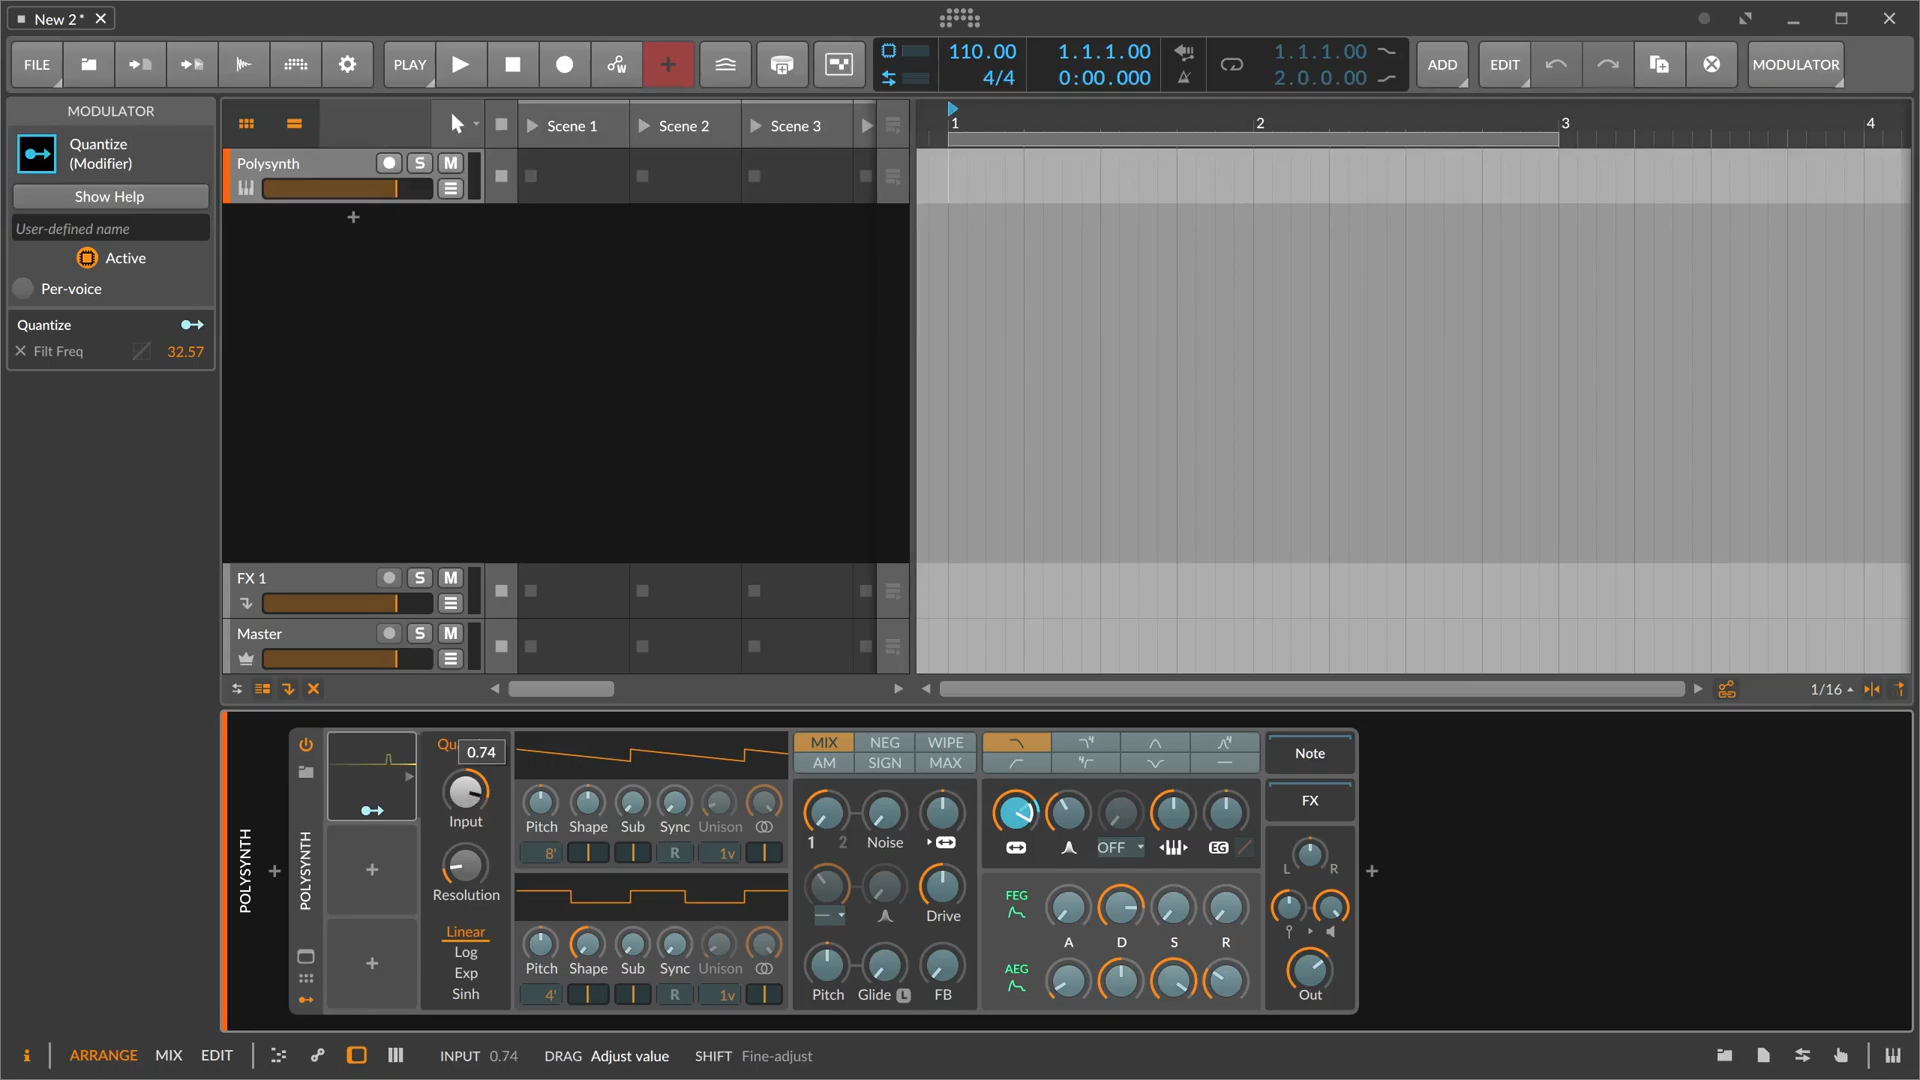 New 2*
FILE
PLAY
110.00
4/4
1.1.1.00
0:00.000
1.1.1.00
2.0.0.00
ADD
EDIT
MODULATOR
MODULATOR
Quantize
(Modifier)
Show Help
User-defined name
Active
Per-voice
Quantize
Filt Freq 32.57
Scene 1
Scene 2
Scene 3
1
2
3
4
Polysynth
S
M
FX 1
S
M
Master
S
M
1/16
POLYSYNTH
POLYSYNTH
Qu
0.74
Input
Resolution
Linear
Log
Exp
Sinh
Pitch Shape Sub Sync Unison
8' R 1v
Pitch Shape Sub Sync Unison
4' R 1v
MIX NEG WIPE
AM SIGN MAX
1 2 Noise
Drive
Pitch Glide L FB
4
4
4
OFF
EG
FEG
A D S R
AEG
Note
FX
L R
Out
i
ARRANGE MIX EDIT
INPUT 0.74
DRAG Adjust value
SHIFT Fine-adjust